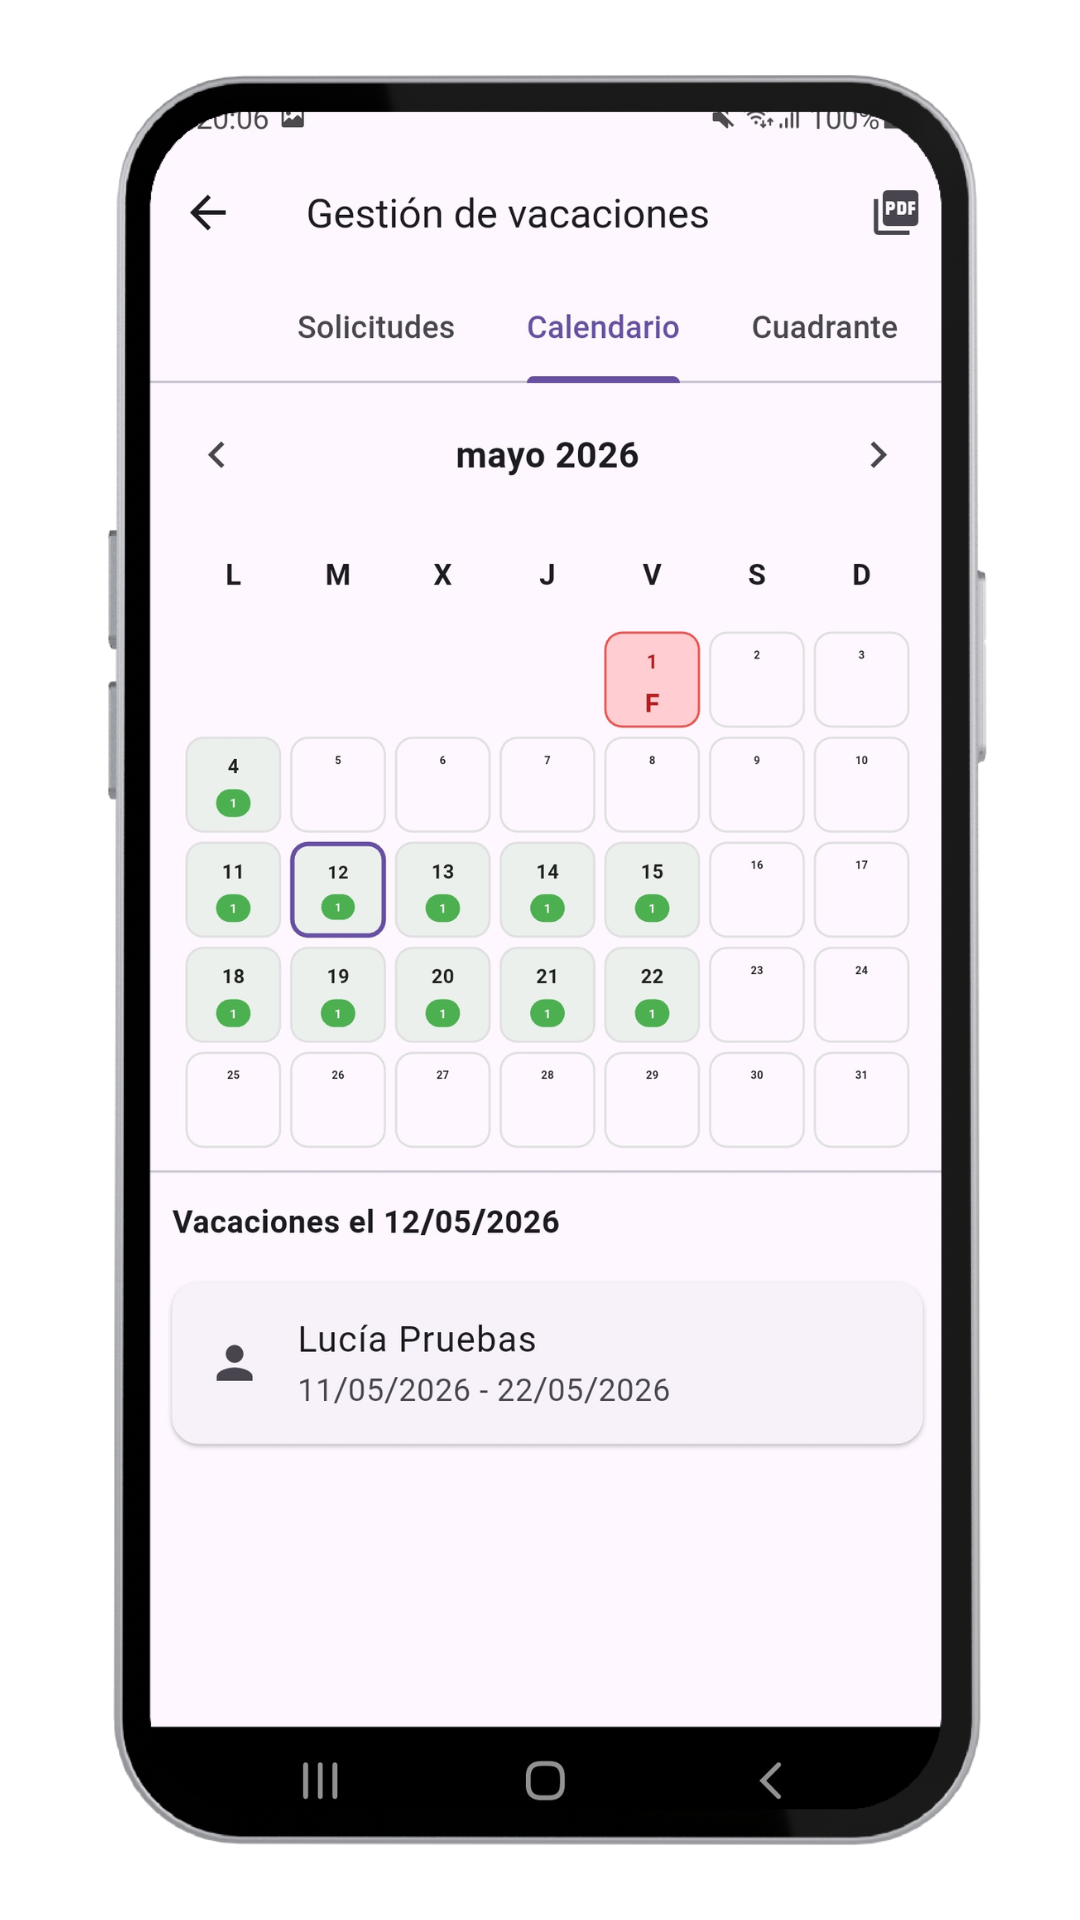 20:06 100%
Gestión de vacaciones PDF
Solicitudes Calendario Cuadrante
mayo 2026
L M X J V S D
1 2 3
F
4 5 6 7 8 9 10
1
11 12 13 14 15 16 17
1 1 1 1 1
18 19 20 21 22 23 24
1 1 1 1 1
25 26 27 28 29 30 31
Vacaciones el 12/05/2026
Lucía Pruebas
11/05/2026 - 22/05/2026